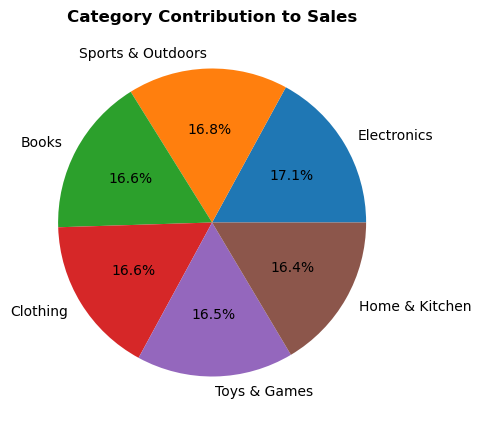 Category Contribution to Sales
Sports & Outdoors
Electronics
16.8%
Books
17.1%
16.6%
16.6%
16.4%
Clothing
Home & Kitchen
16.5%
Toys & Games